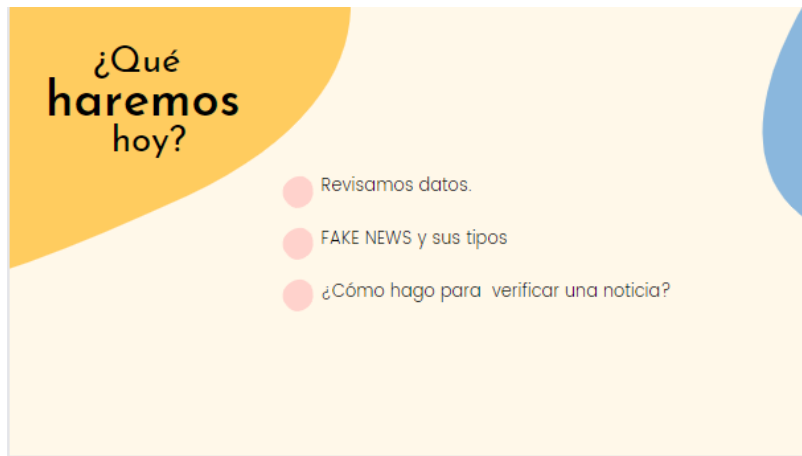 ¿Qué
haremos
hoy?
Revisamos datos.
FAKE NEWS y sus tipos
¿Cómo hago para  verificar una noticia?